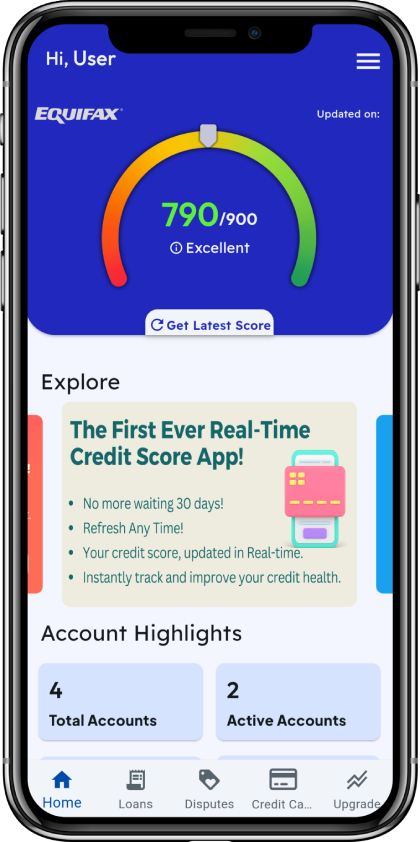 Hi, User
EQUIFAX
Updated on:
790/900
Excellent
Get Latest Score
Explore
The First Ever Real-Time
Credit Score App!
• No more waiting 30 days!
• Refresh Any Time!
• Your credit score, updated in Real-time.
• Instantly track and improve your credit health.
Account Highlights
4
Total Accounts
2
Active Accounts
Home
Loans
Disputes
Credit Ca...
Upgrade